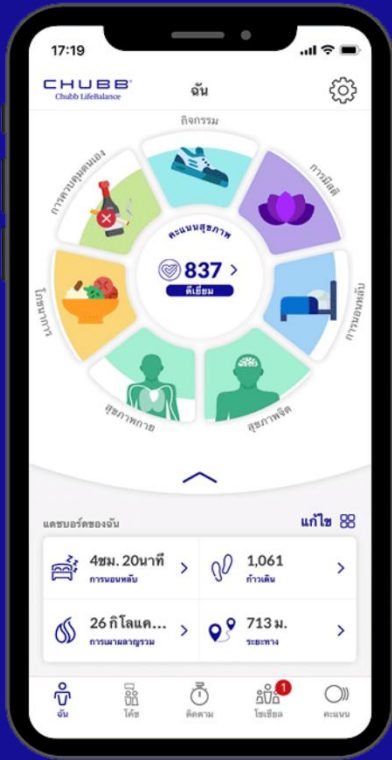 17:19
CHUBB®
Chubb LifeBalance
ฉัน
กิจกรรม
การมีสติ
การนอนหลับ
สุขภาพจิต
สุขภาพกาย
โภชนาการ
การควบคุมตนเอง
คะแนนสุขภาพ
837 >
ดีเยี่ยม
แดชบอร์ดของฉัน
แก้ไข
4ชม. 20นาที
การนอนหลับ
1,061
ก้าวเดิน
26 กิโลแค...
การเผาผลาญรวม
713 ม.
ระยะทาง
ฉัน
โค้ช
ติดตาม
1
โซเชียล
คะแนน